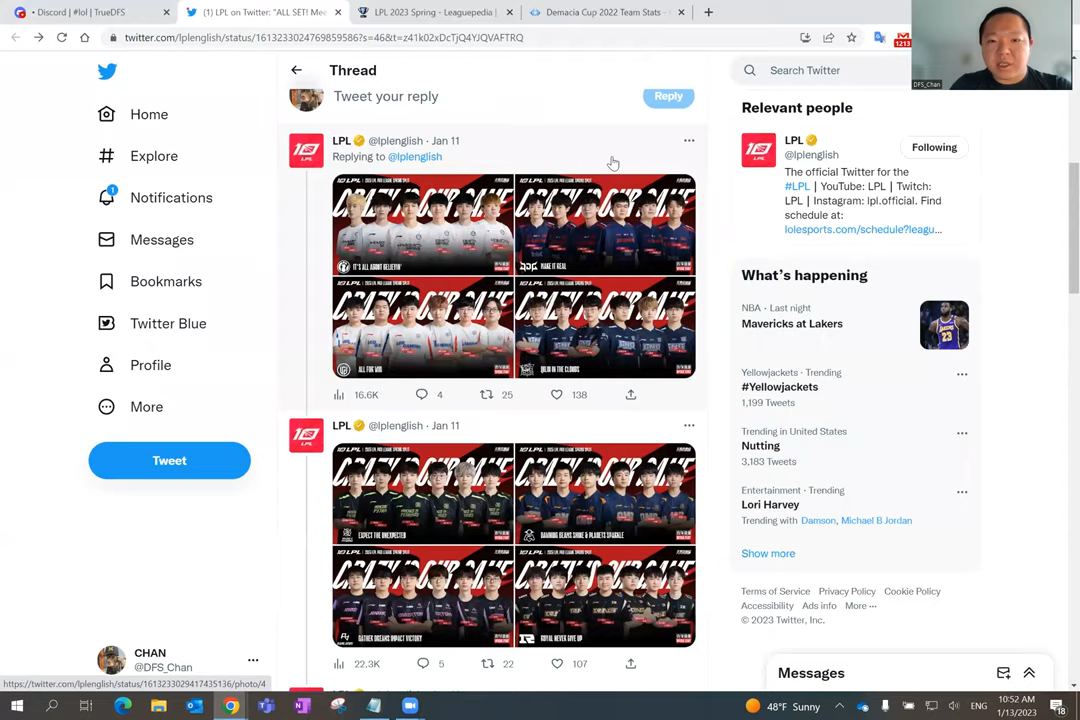 • Discord | #lol | TrueDFS
(1) LPL on Twitter: "ALL SET! Mee
LPL 2023 Spring - Leaguepedia |
Demacia Cup 2022 Team Stats -
twitter.com/lplenglish/status/1613233024769859586?s=46&t=z41k02xDcTjQ4YJQVAFTRQ
1213
DFS_Chan
Home
Explore
1
Notifications
Messages
Bookmarks
Twitter Blue
Profile
More
Tweet
CHAN
@DFS_Chan
Thread
Tweet your reply
Reply
LPL @lplenglish · Jan 11
Replying to @lplenglish
IT'S ALL ABOUT BELIEVIN'
MAKE IT REAL
ALL FOR WIN
QILIN IN THE CLOUDS
16.6K
4
25
138
LPL @lplenglish · Jan 11
EXPECT THE UNEXPECTED
GATHER OCEANS IMPACT VICTORY
ROYAL NEVER GIVE UP
22.3K
5
22
107
Search Twitter
Relevant people
LPL
Following
@lplenglish
The official Twitter for the
#LPL | YouTube: LPL | Twitch:
LPL | Instagram: lpl.official. Find
schedule at:
lolesports.com/schedule?leagu…
What's happening
NBA · Last night
Mavericks at Lakers
Yellowjackets · Trending
#Yellowjackets
1,199 Tweets
Trending in United States
Nutting
3,183 Tweets
Entertainment · Trending
Lori Harvey
Trending with Damson, Michael B Jordan
Show more
Terms of Service Privacy Policy Cookie Policy
Accessibility Ads info More ···
© 2023 Twitter, Inc.
Messages
https://twitter.com/lplenglish/status/1613233029417435136/photo/4
48°F Sunny
ENG
10:52 AM
1/13/2023
18